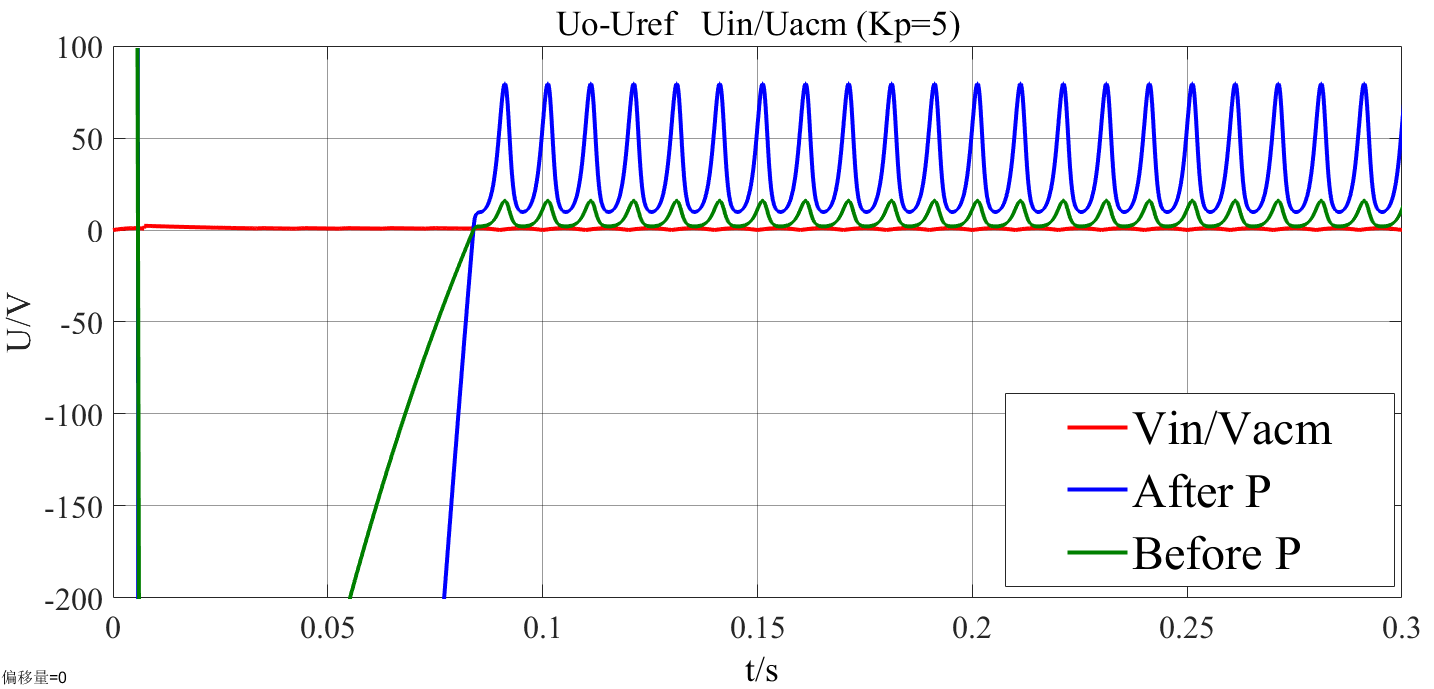 Uo-Uref Uin/Uacm (Kp=5)
100
50
0
-50
-100
-150
-200
U/V
Vin/Vacm
After P
Before P
0 0.05 0.1 0.15 0.2 0.25 0.3
t/s
偏移量=0